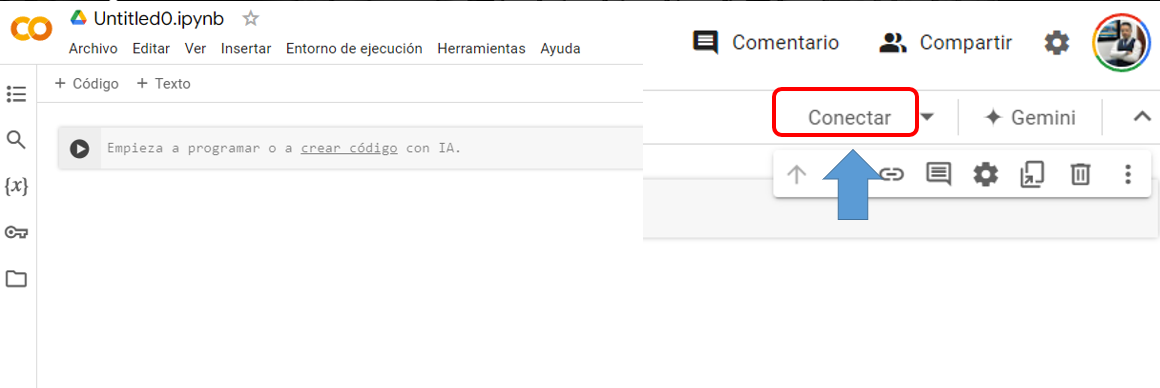 Untitled0.ipynb
Archivo Editar Ver Insertar Entorno de ejecución Herramientas Ayuda
Comentario Compartir
+ Código + Texto
Conectar Gemini
{x}
Empieza a programar o a crear código con IA.